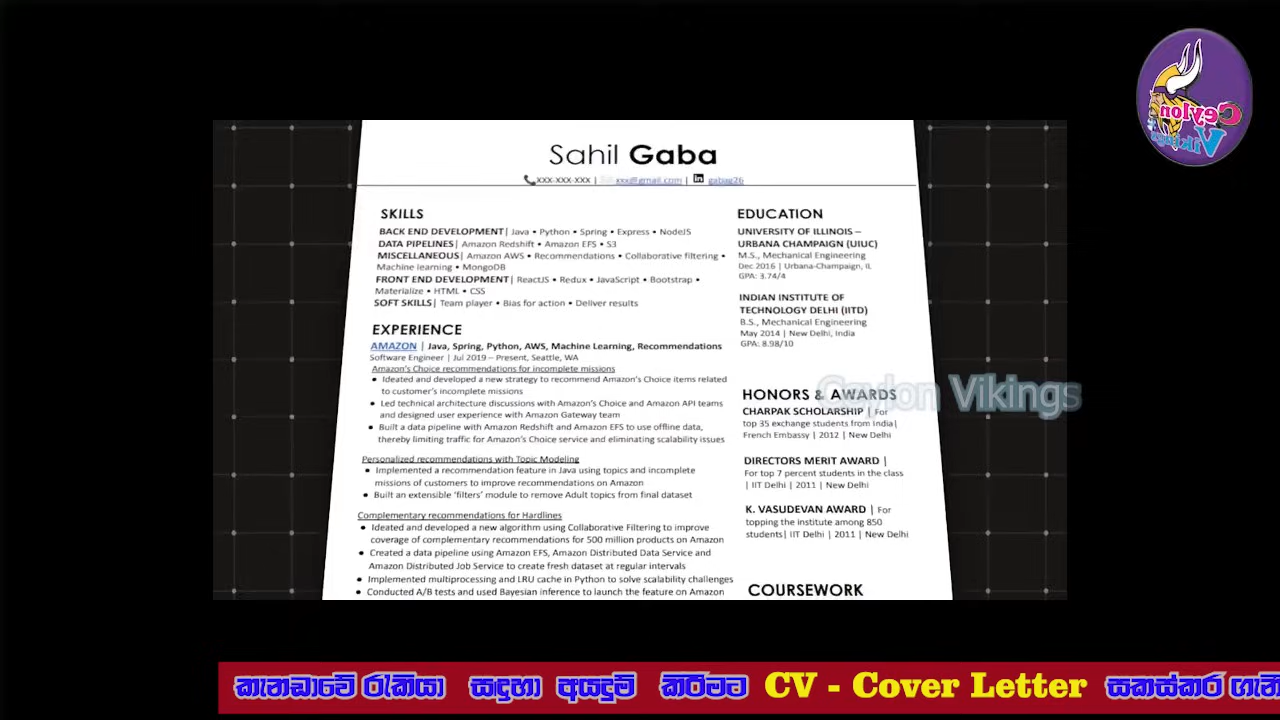 Ceylon
Vikings
Sahil Gaba
XXX-XXX-XXX | xxx@gmail.com | gabag26
SKILLS
BACK END DEVELOPMENT| Java • Python • Spring • Express • NodeJS
DATA PIPELINES| Amazon Redshift • Amazon EFS • S3
MISCELLANEOUS| Amazon AWS • Recommendations • Collaborative filtering •
Machine learning • MongoDB
FRONT END DEVELOPMENT| ReactJS • Redux • JavaScript • Bootstrap •
Materialize • HTML • CSS
SOFT SKILLS| Team player • Bias for action • Deliver results
EXPERIENCE
AMAZON | Java, Spring, Python, AWS, Machine Learning, Recommendations
Software Engineer | Jul 2019 – Present, Seattle, WA
Amazon's Choice recommendations for incomplete missions
• Ideated and developed a new strategy to recommend Amazon's Choice items related
to customer's incomplete missions
• Led technical architecture discussions with Amazon's Choice and Amazon API teams
and designed user experience with Amazon Gateway team
• Built a data pipeline with Amazon Redshift and Amazon EFS to use offline data,
thereby limiting traffic for Amazon's Choice service and eliminating scalability issues
Personalized recommendations with Topic Modeling
• Implemented a recommendation feature in Java using topics and incomplete
missions of customers to improve recommendations on Amazon
• Built an extensible 'filters' module to remove Adult topics from final dataset
Complementary recommendations for Hardlines
• Ideated and developed a new algorithm using Collaborative Filtering to improve
coverage of complementary recommendations for 500 million products on Amazon
• Created a data pipeline using Amazon EFS, Amazon Distributed Data Service and
Amazon Distributed Job Service to create fresh dataset at regular intervals
• Implemented multiprocessing and LRU cache in Python to solve scalability challenges
• Conducted A/B tests and used Bayesian inference to launch the feature on Amazon
EDUCATION
UNIVERSITY OF ILLINOIS –
URBANA CHAMPAIGN (UIUC)
M.S., Mechanical Engineering
Dec 2016 | Urbana-Champaign, IL
GPA: 3.74/4
INDIAN INSTITUTE OF
TECHNOLOGY DELHI (IITD)
B.S., Mechanical Engineering
May 2014 | New Delhi, India
GPA: 8.98/10
HONORS & AWARDS
Ceylon Vikings
CHARPAK SCHOLARSHIP | For
top 35 exchange students from India|
French Embassy | 2012 | New Delhi
DIRECTORS MERIT AWARD |
For top 7 percent students in the class
| IIT Delhi | 2011 | New Delhi
K. VASUDEVAN AWARD | For
topping the institute among 850
students| IIT Delhi | 2011 | New Delhi
COURSEWORK
කැනඩාවේ රැකියා සඳහා අයදුම් කිරීමට CV - Cover Letter සකස්කර ගැනී